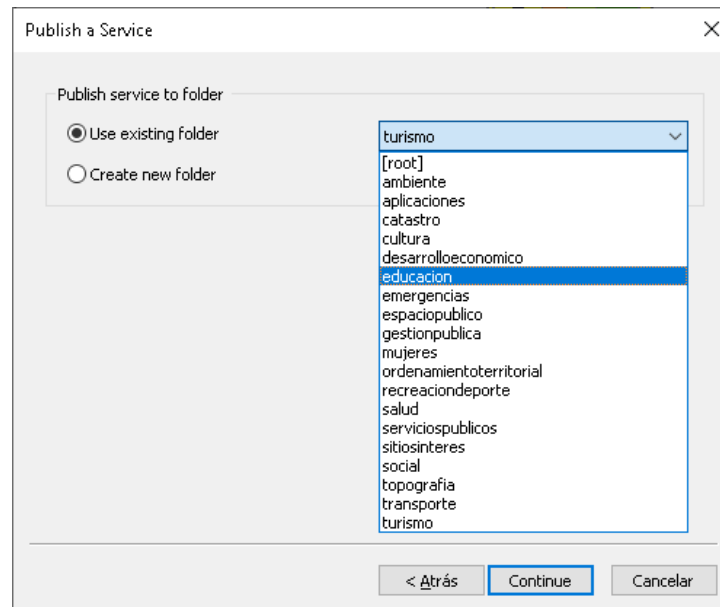 Publish a Service
Publish service to folder
Use existing folder
turismo
Create new folder
[root]
ambiente
aplicaciones
catastro
cultura
desarrolloeconomico
educacion
emergencias
espaciopublico
gestionpublica
mujeres
ordenamientoterritorial
recreaciondeporte
salud
serviciospublicos
sitiosinteres
social
topografia
transporte
turismo
< Atrás
Continue
Cancelar